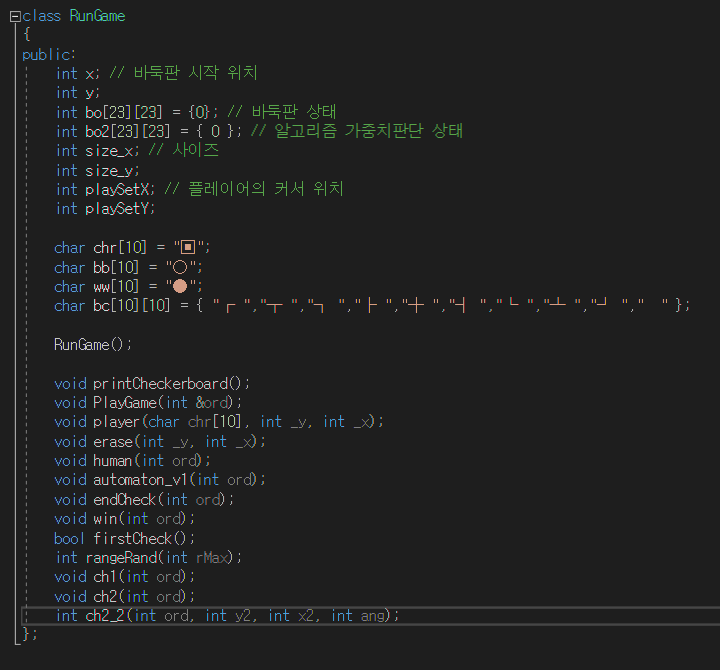 class RunGame
{
public:
    int x; // 바둑판 시작 위치
    int y;
    int bo[23][23] = {0}; // 바둑판 상태
    int bo2[23][23] = { 0 }; // 알고리즘 가중치판단 상태
    int size_x; // 사이즈
    int size_y;
    int playSetX; // 플레이어의 커서 위치
    int playSetY;
    char chr[10] = "▣";
    char bb[10] = "○";
    char ww[10] = "●";
    char bc[10][10] = { "┌ ","┬ ","┐ ","├ ","┼ ","┤ ","└ ","┴ ","┘ ","  " };
    RunGame();
    void printCheckerboard();
    void PlayGame(int &ord);
    void player(char chr[10], int _y, int _x);
    void erase(int _y, int _x);
    void human(int ord);
    void automaton_v1(int ord);
    void endCheck(int ord);
    void win(int ord);
    bool firstCheck();
    int rangeRand(int rMax);
    void ch1(int ord);
    void ch2(int ord);
    int ch2_2(int ord, int y2, int x2, int ang);
};